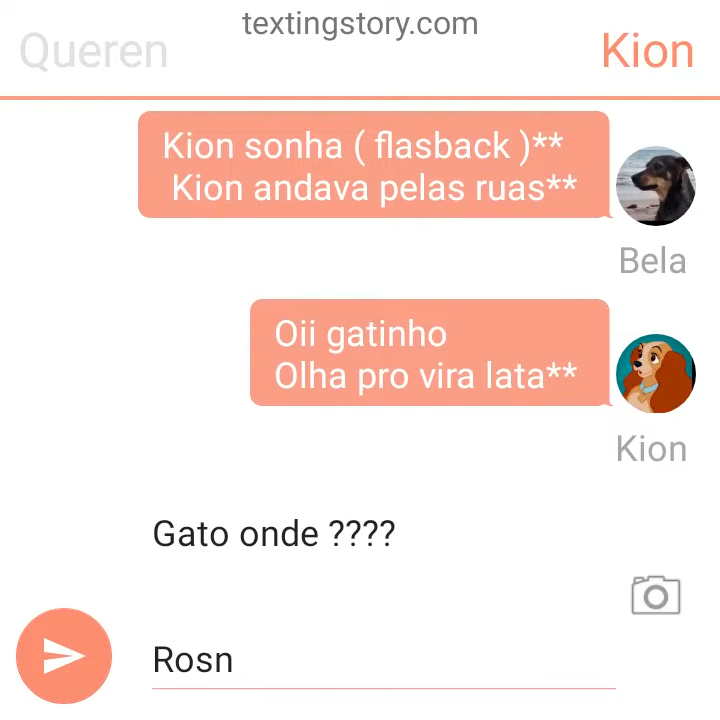 textingstory.com
Queren
Kion
Kion sonha ( flasback )**
Kion andava pelas ruas**
Bela
Oii gatinho
Olha pro vira lata**
Kion
Gato onde ????
Rosn